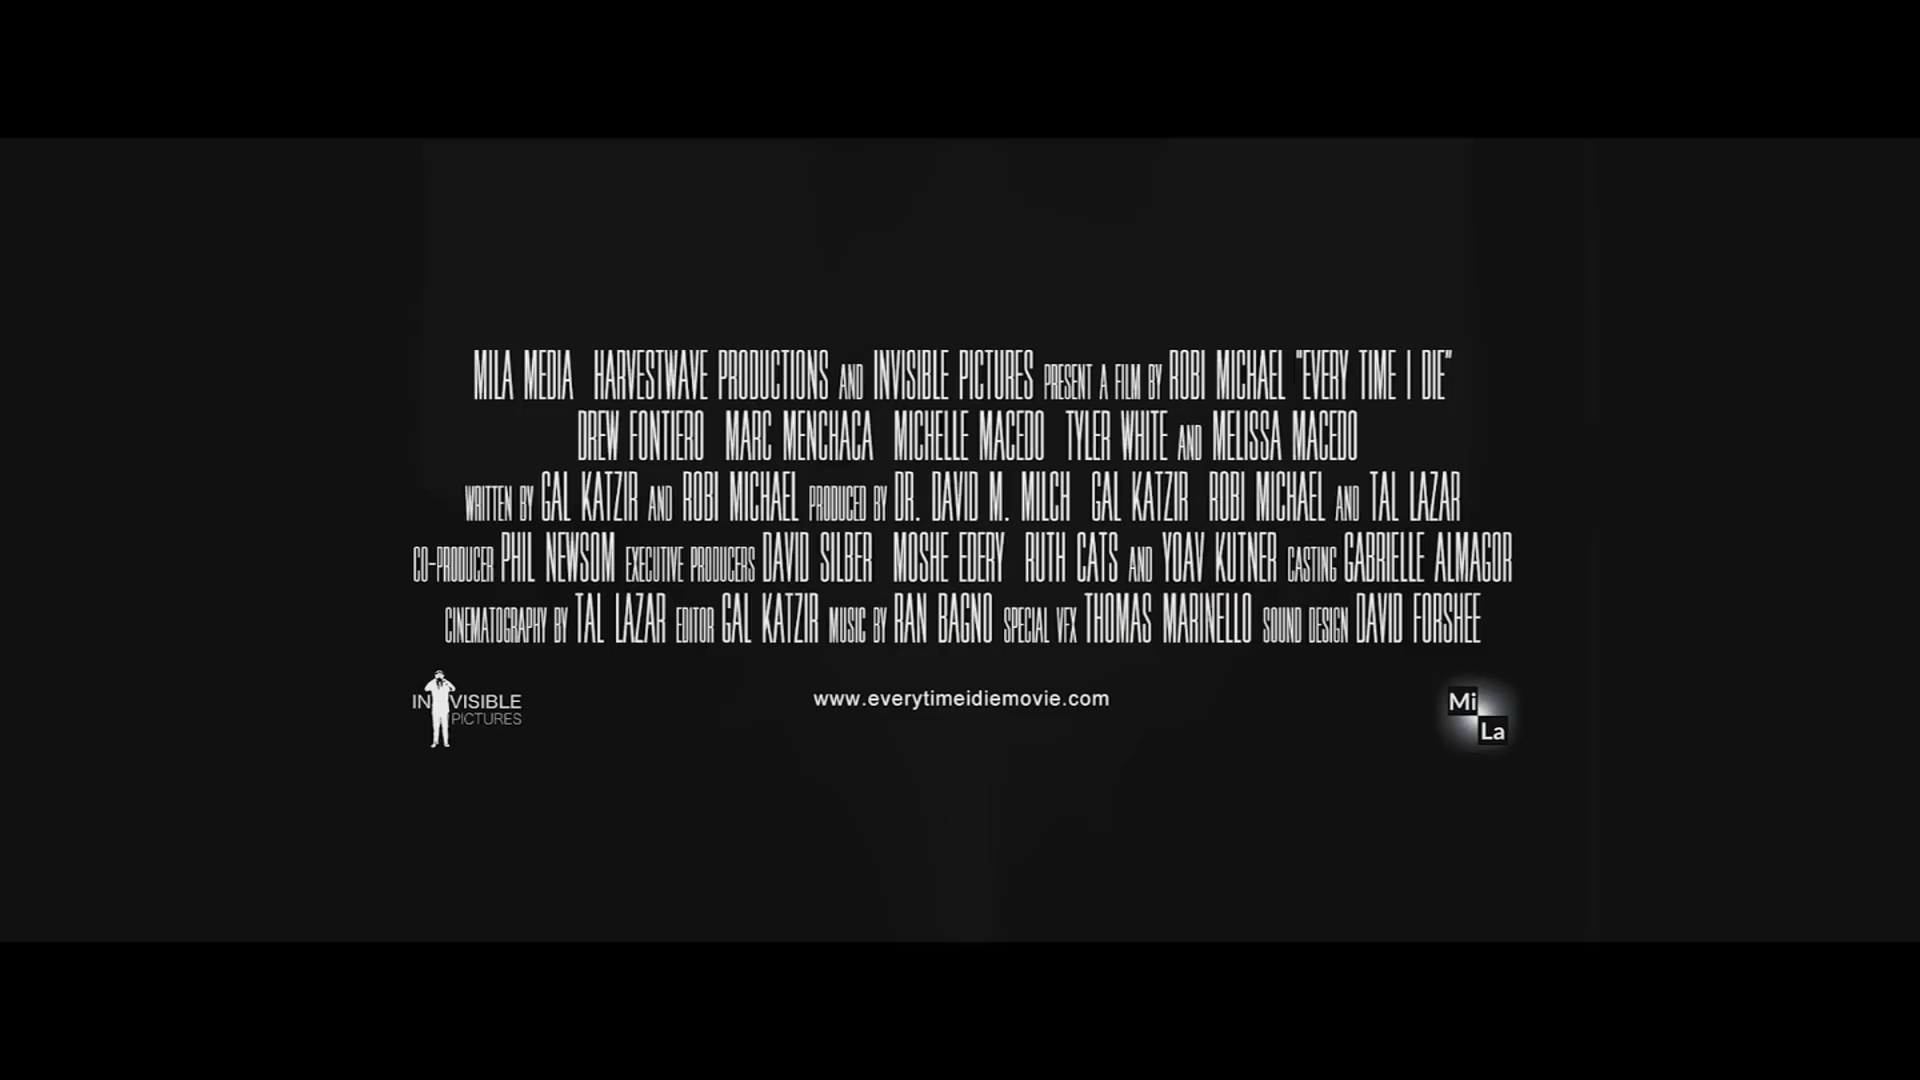 MILA MEDIA HARVESTWAVE PRODUCTIONS AND INVISIBLE PICTURES PRESENT A FILM BY ROBI MICHAEL "EVERY TIME I DIE"
DREW FONTIERO MARC MENCHACA MICHELLE MACEDO TYLER WHITE AND MELISSA MACEDO
WRITTEN BY GAL KATZIR AND ROBI MICHAEL PRODUCED BY DR. DAVID M. MILCH GAL KATZIR ROBI MICHAEL AND TAL LAZAR
CO-PRODUCER PHIL NEWSOM EXECUTIVE PRODUCERS DAVID SILBER MOSHE EDERY RUTH CATS AND YOAV KUTNER CASTING GABRIELLE ALMAGOR
CINEMATOGRAPHY BY TAL LAZAR EDITOR GAL KATZIR MUSIC BY RAN BAGNO SPECIAL VFX THOMAS MARINELLO SOUND DESIGN DAVID FORSHEE
INVISIBLE
PICTURES
www.everytimeidiemovie.com
Mi
La